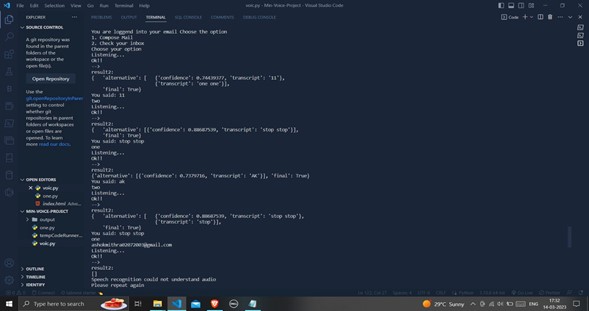 File Edit Selection View Go Run Terminal Help
voic.py - Min-Voice-Project - Visual Studio Code
EXPLORER
PROBLEMS OUTPUT TERMINAL SQL CONSOLE COMMENTS DEBUG CONSOLE
Code
SOURCE CONTROL
A git repository was
found in the parent
folders of the
workspace or the
open file(s).
Open Repository
Use the
git.openRepositoryInParentFolders
setting to control
whether git
repositories in parent
folders of workspaces
or open files are
opened. To learn
more read our docs.
OPEN EDITORS
voic.py
one.py
index.html
MIN-VOICE-PROJECT
output
one.py
tempCodeRunner...
voic.py
OUTLINE
TIMELINE
IDENTIFY
You are loggend into your email Choose the option
1. Compose Mail
2. Check your inbox
Choose your option
Listening...
Ok!!
-->
result2:
{ 'alternative': [ {'confidence': 0.74439377, 'transcript': '11'},
{'transcript': 'one one'}],
'final': True}
You said: 11
two
Listening...
Ok!!
-->
result2:
{ 'alternative': [{'confidence': 0.88687539, 'transcript': 'stop stop'}],
'final': True}
You said: stop stop
one
Listening...
Ok!!
-->
result2:
{'alternative': [{'confidence': 0.7379716, 'transcript': 'AK'}], 'final': True}
You said: ak
two
Listening...
Ok!!
-->
result2:
{ 'alternative': [ {'confidence': 0.88687539, 'transcript': 'stop stop'},
{'transcript': 'stop'}],
'final': True}
You said: stop stop
one
Listening...
Ok!!
-->
result2:
[]
Speech recognition could not understand audio
Please repeat again
Type here to search
29°C Sunny
ENG
17:32
14-03-2023